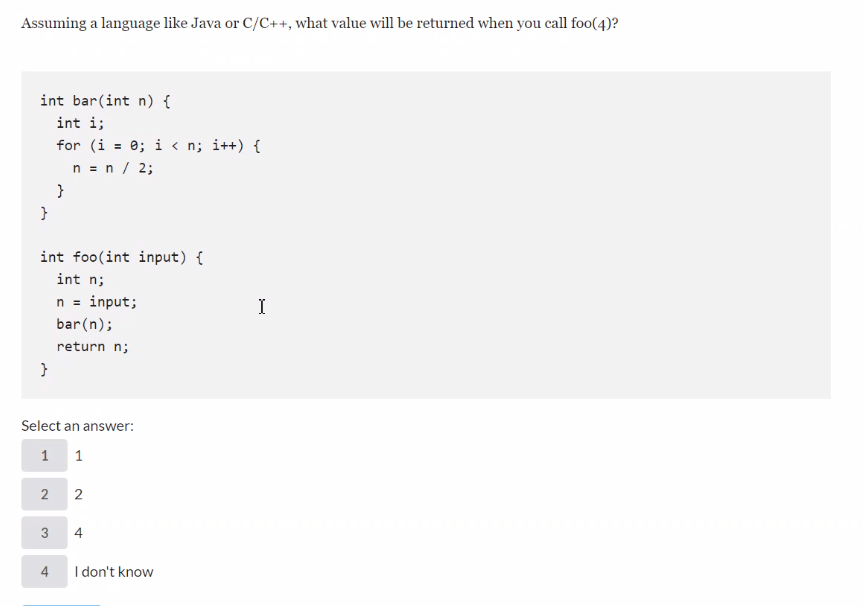 Assuming a language like Java or C/C++, what value will be returned when you call foo(4)?
int bar(int n) {
int i;
for (i = 0; i < n; i++) {
n = n / 2;
}
}
int foo(int input) {
int n;
n = input;
bar(n);
return n;
}
Select an answer:
1 1
2 2
3 4
4 I don't know